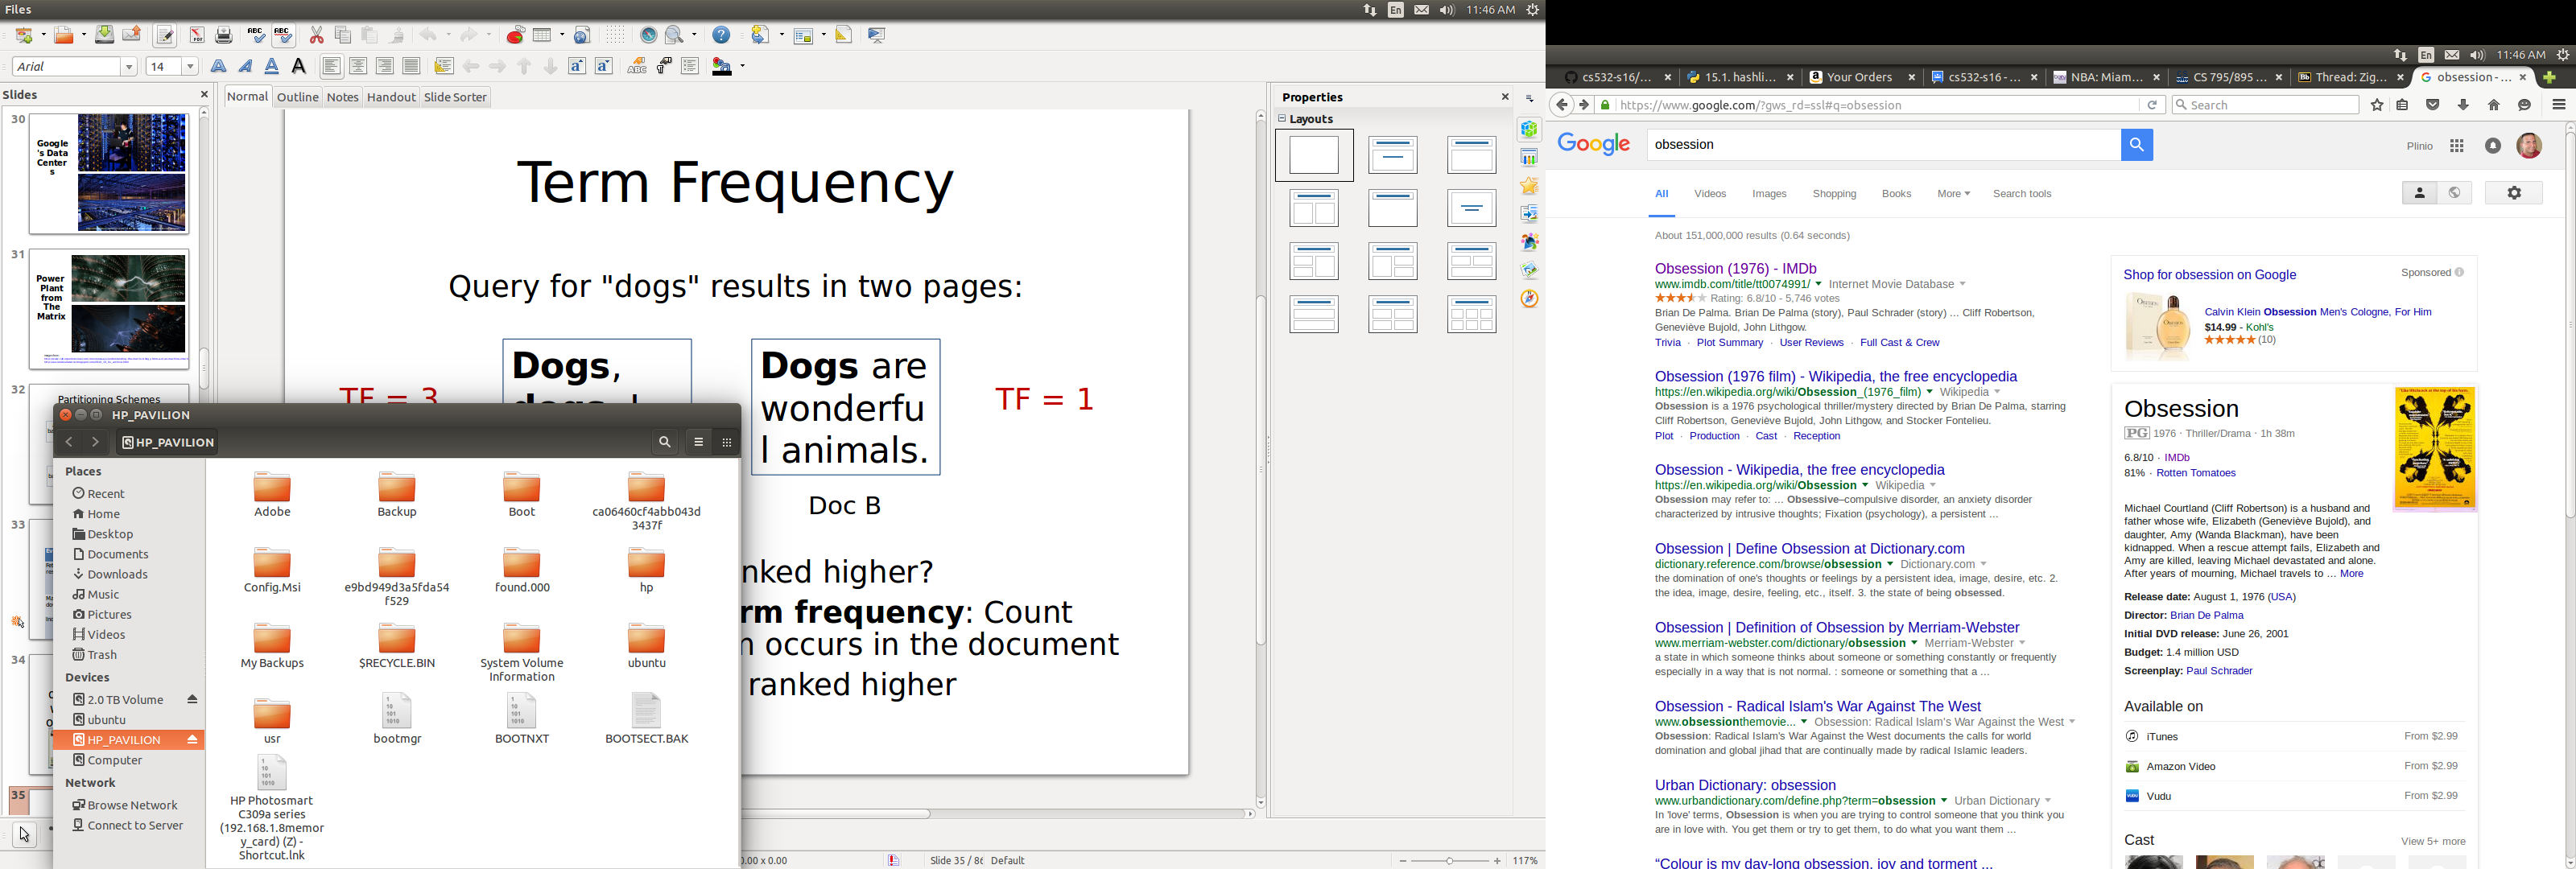 Files
En
11:46 AM
Arial
14
Slides
30
Google
's Data
Center
s
31
Power
Plant
from
The
Matrix
32
Partitioning Schemes
33
34
35
Normal
Outline
Notes
Handout
Slide Sorter
Term Frequency
Query for "dogs" results in two pages:
TF = 3
Dogs,
Dogs are
wonderfu
l animals.
TF = 1
Doc B
nked higher?
rm frequency: Count
occurs in the document
ranked higher
Properties
Layouts
HP_PAVILION
HP_PAVILION
Places
Recent
Home
Desktop
Documents
Downloads
Music
Pictures
Videos
Trash
Devices
2.0 TB Volume
ubuntu
HP_PAVILION
Computer
Network
Browse Network
Connect to Server
Adobe
Backup
Boot
ca06460cf4abb043d
3437f
Config.Msi
e9bd949d3a5fda54
f529
found.000
hp
My Backups
$RECYCLE.BIN
System Volume
Information
ubuntu
usr
bootmgr
BOOTNXT
BOOTSECT.BAK
HP Photosmart
C309a series
(192.168.1.8memor
y_card) (Z) -
Shortcut.lnk
0.00 x 0.00
Slide 35 / 86
Default
117%
En
11:46 AM
cs532-s16/...
15.1. hashli...
Your Orders
cs532-s16 - ...
NBA: Miam...
CS 795/895 ...
Thread: Zig...
obsession - ...
https://www.google.com/?gws_rd=ssl#q=obsession
Search
Google
obsession
Plinio
All
Videos
Images
Shopping
Books
More
Search tools
About 151,000,000 results (0.64 seconds)
Obsession (1976) - IMDb
www.imdb.com/title/tt0074991/ Internet Movie Database
Rating: 6.8/10 - 5,746 votes
Brian De Palma. Brian De Palma (story), Paul Schrader (story) ... Cliff Robertson,
Geneviève Bujold, John Lithgow.
Trivia · Plot Summary · User Reviews · Full Cast & Crew
Obsession (1976 film) - Wikipedia, the free encyclopedia
https://en.wikipedia.org/wiki/Obsession_(1976_film) Wikipedia
Obsession is a 1976 psychological thriller/mystery directed by Brian De Palma, starring
Cliff Robertson, Geneviève Bujold, John Lithgow, and Stocker Fontelieu.
Plot · Production · Cast · Reception
Obsession - Wikipedia, the free encyclopedia
https://en.wikipedia.org/wiki/Obsession Wikipedia
Obsession may refer to: ... Obsessive–compulsive disorder, an anxiety disorder
characterized by intrusive thoughts; Fixation (psychology), a persistent ...
Obsession | Define Obsession at Dictionary.com
dictionary.reference.com/browse/obsession Dictionary.com
the domination of one's thoughts or feelings by a persistent idea, image, desire, etc. 2.
the idea, image, desire, feeling, etc., itself. 3. the state of being obsessed.
Obsession | Definition of Obsession by Merriam-Webster
www.merriam-webster.com/dictionary/obsession Merriam-Webster
a state in which someone thinks about someone or something constantly or frequently
especially in a way that is not normal. : someone or something that a ...
Obsession - Radical Islam's War Against The West
www.obsessionthemovie... Obsession: Radical Islam's War Against the West
Obsession: Radical Islam's War Against the West documents the calls for world
domination and global jihad that are continually made by radical Islamic leaders.
Urban Dictionary: obsession
www.urbandictionary.com/define.php?term=obsession Urban Dictionary
In 'love' terms, Obsession is when you are trying to control someone that you think you
are in love with. You get them or try to get them, to do what you want them ...
"Colour is my day-long obsession, joy and torment ...
Shop for obsession on Google
Sponsored
Calvin Klein Obsession Men's Cologne, For Him
$14.99 - Kohl's
(10)
Obsession
PG 1976 · Thriller/Drama · 1h 38m
6.8/10 · IMDb
81% · Rotten Tomatoes
Michael Courtland (Cliff Robertson) is a husband and
father whose wife, Elizabeth (Geneviève Bujold), and
daughter, Amy (Wanda Blackman), have been
kidnapped. When a rescue attempt fails, Elizabeth and
Amy are killed, leaving Michael devastated and alone.
After years of mourning, Michael travels to ... More
Release date: August 1, 1976 (USA)
Director: Brian De Palma
Initial DVD release: June 26, 2001
Budget: 1.4 million USD
Screenplay: Paul Schrader
Available on
iTunes
From $2.99
Amazon Video
From $2.99
Vudu
From $2.99
Cast
View 5+ more